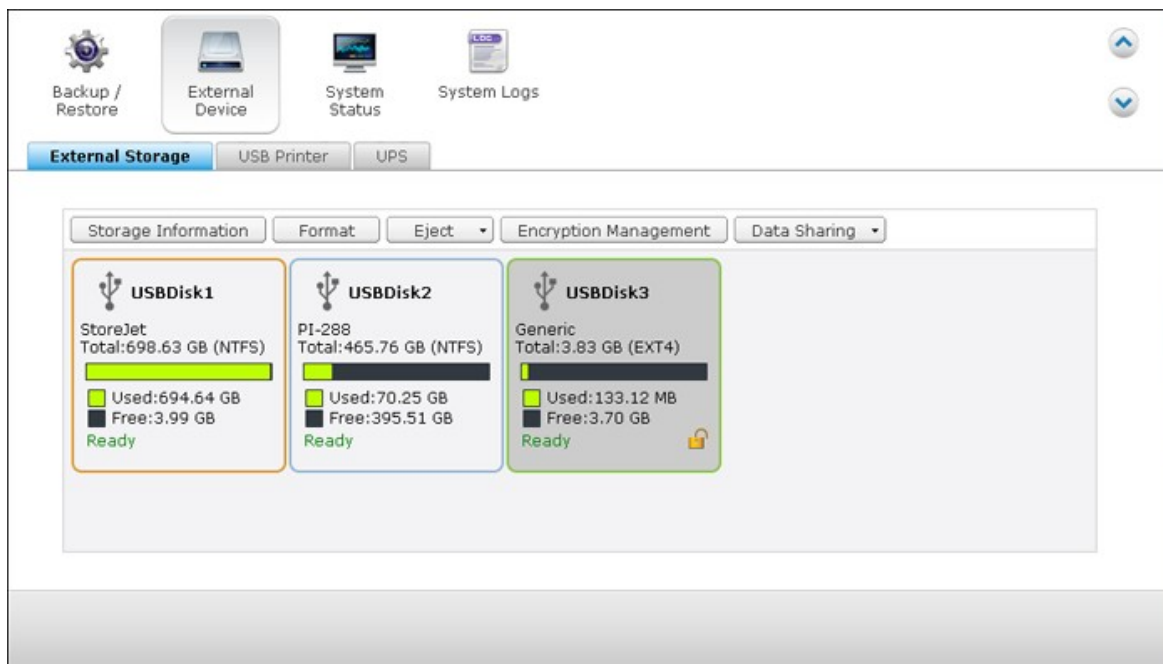 LOG
Backup /
Restore
External
Device
System
Status
System Logs
External Storage
USB Printer
UPS
Storage Information
Format
Eject
Encryption Management
Data Sharing
USBDisk1
StoreJet
Total:698.63 GB (NTFS)
Used:694.64 GB
Free:3.99 GB
Ready
USBDisk2
PI-288
Total:465.76 GB (NTFS)
Used:70.25 GB
Free:395.51 GB
Ready
USBDisk3
Generic
Total:3.83 GB (EXT4)
Used:133.12 MB
Free:3.70 GB
Ready